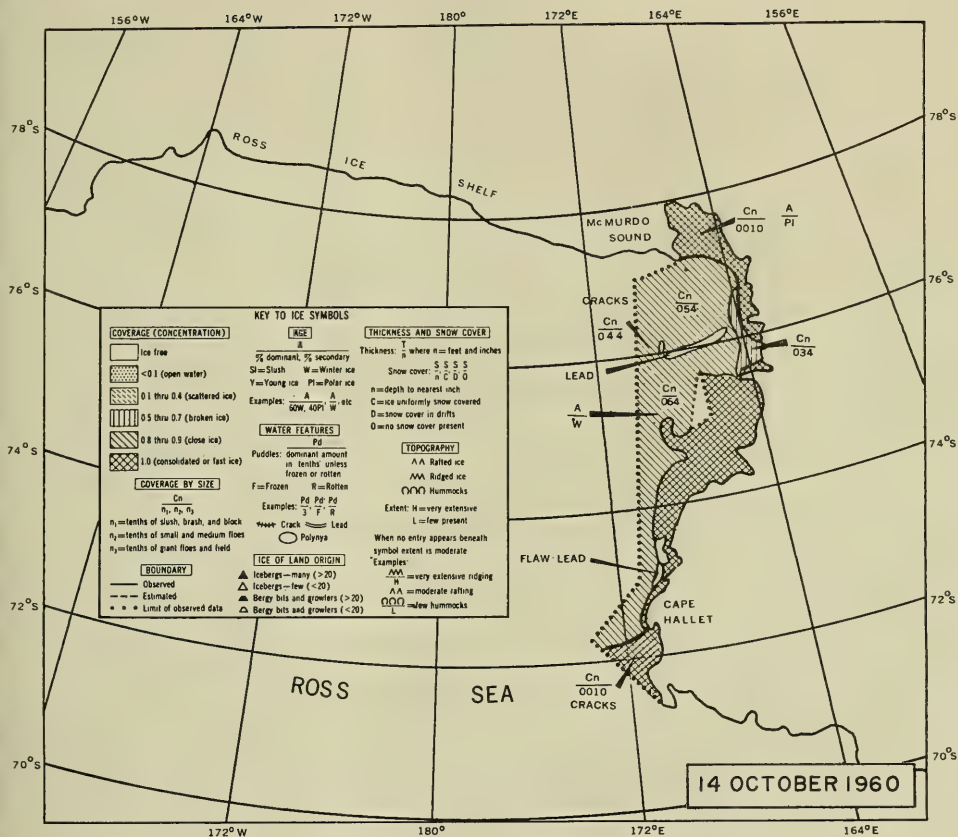 156°W 164°W 172°W 180° 172°E 164°E 156°E
78°S
78°S
ROSS
ICE
SHELF
McMURDO
SOUND
Cn
0010
A
PI
76°S
76°S
CRACKS
Cn
044
Cn
054
Cn
034
LEAD
Cn
064
A
W
74°S
74°S
FLAW-LEAD
72°S
72°S
CAPE
HALLET
Cn
0010
CRACKS
ROSS SEA
70°S
70°S
172°W 180° 172°E 164°E
14 OCTOBER 1960
KEY TO ICE SYMBOLS
COVERAGE (CONCENTRATION)
Ice free
<0.1 (open water)
0.1 thru 0.4 (scattered ice)
0.5 thru 0.7 (broken ice)
0.8 thru 0.9 (close ice)
1.0 (consolidated or fast ice)
COVERAGE BY SIZE
Cn
n₁, n₂, n₃
n₁=tenths of slush, brash, and block
n₂=tenths of small and medium floes
n₃=tenths of giant floes and field
BOUNDARY
Observed
Estimated
Limit of observed data
AGE
A
% dominant, % secondary
Sl=Slush W=Winter ice
Y=Young ice PI=Polar ice
Examples: A/60W, 40PI, A/W, etc
WATER FEATURES
Pd
Puddles: dominant amount
in tenths unless
frozen or rotten
F=Frozen R=Rotten
Examples: Pd/3, Pd/F, Pd/R
Crack Lead
Polynya
ICE OF LAND ORIGIN
Icebergs—many (>20)
Icebergs—few (<20)
Bergy bits and growlers (>20)
Bergy bits and growlers (<20)
THICKNESS AND SNOW COVER
Thickness: T/n where n=feet and inches
Snow cover: S/n S/C S/D S/O
n=depth to nearest inch
C=ice uniformly snow covered
D=snow cover in drifts
O=no snow cover present
TOPOGRAPHY
Rafted ice
Ridged ice
Hummocks
Extent: H=very extensive
L=few present
When no entry appears beneath
symbol extent is moderate
Examples:
H =very extensive ridging
=moderate rafting
L =few hummocks